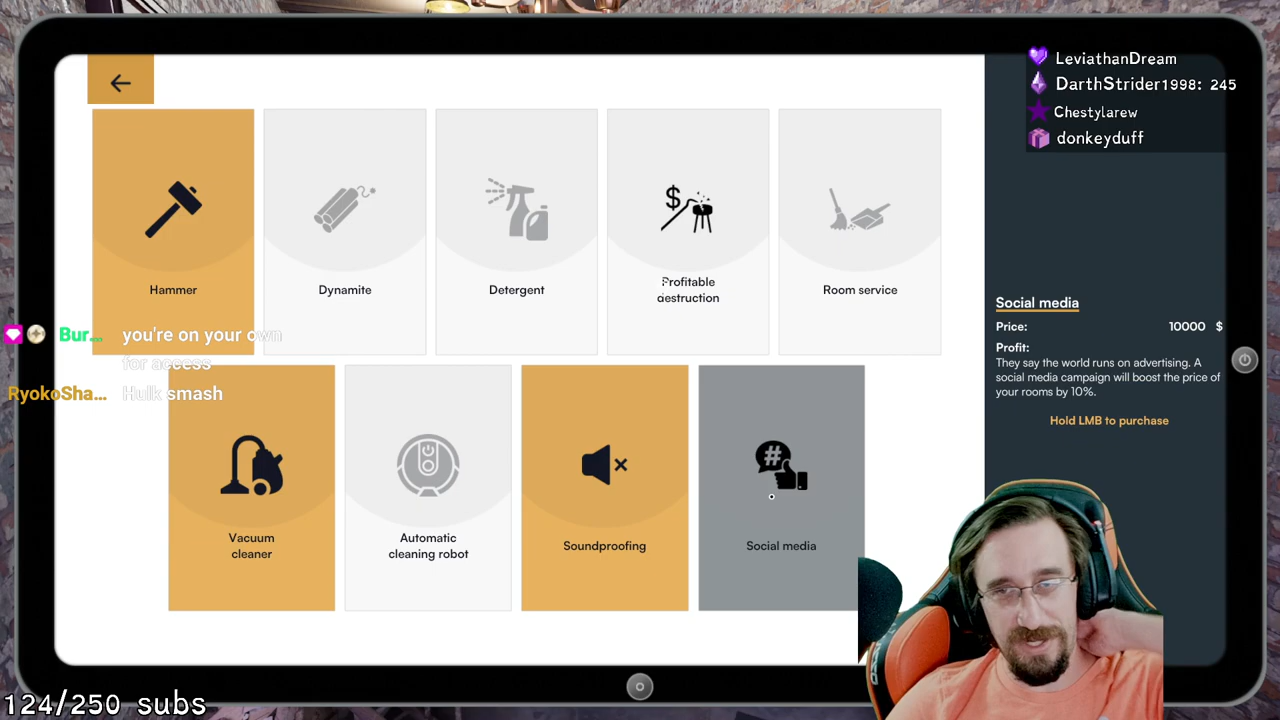 LeviathanDream
DarthStrider1998: 245
Chestylarew
donkeyduff
Hammer
Dynamite
Detergent
Profitable
destruction
Room service
Bur... you're on your own
for access
RyokoSha... Hulk smash
Vacuum
cleaner
Automatic
cleaning robot
Soundproofing
Social media
Social media
Price: 10000 $
Profit:
They say the world runs on advertising. A
social media campaign will boost the price of
your rooms by 10%.
Hold LMB to purchase
124/250 subs